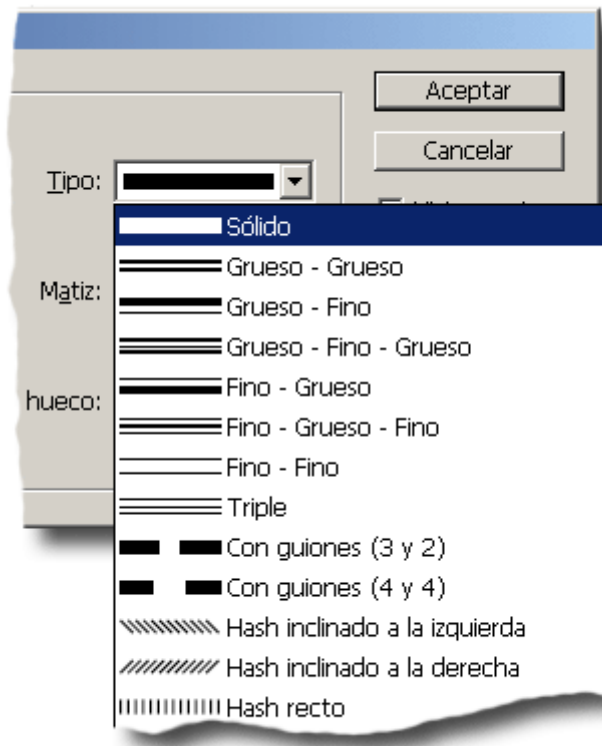 Aceptar
Cancelar
Tipo:
Sólido
Grueso - Grueso
Matiz:
Grueso - Fino
Grueso - Fino - Grueso
hueco:
Fino - Grueso
Fino - Grueso - Fino
Fino - Fino
Triple
Con guiones (3 y 2)
Con guiones (4 y 4)
Hash inclinado a la izquierda
Hash inclinado a la derecha
Hash recto